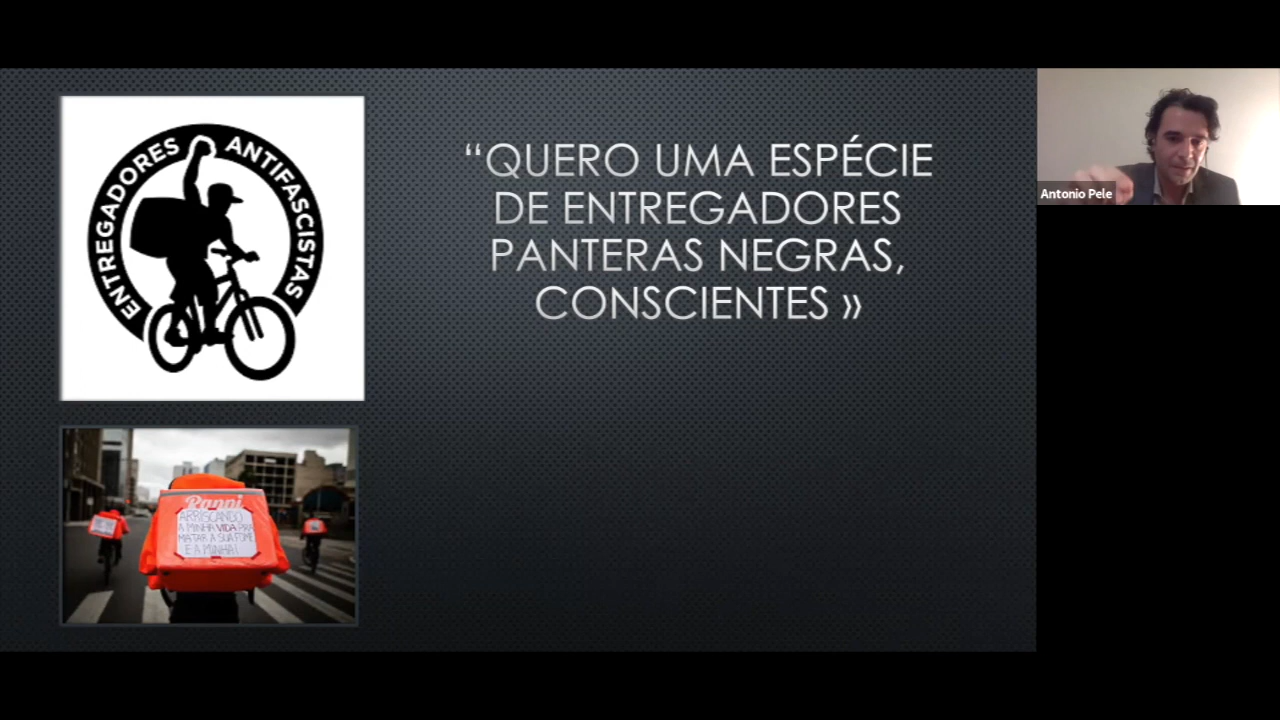 ENTREGADORES ANTIFASCISTAS
“QUERO UMA ESPÉCIE
DE ENTREGADORES
PANTERAS NEGRAS,
CONSCIENTES »
Antonio Pele
Rappi
ARRISCANDO
A MINHA VIDA PRA
MATAR A SUA FOME
E A MINHA!